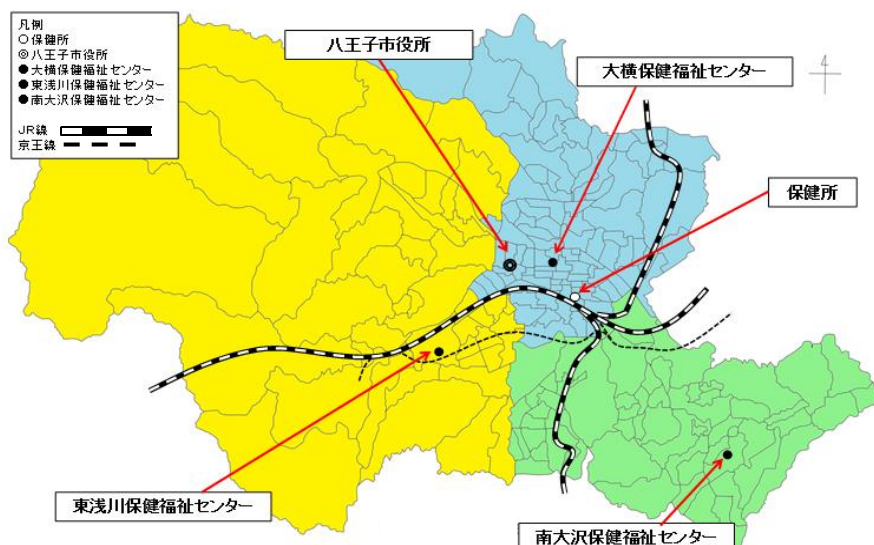 凡例
○保健所
◎八王子市役所
●大横保健福祉センター
●東浅川保健福祉センター
●南大沢保健福祉センター
JR線
京王線
八王子市役所
大横保健福祉センター
4
保健所
東浅川保健福祉センター
南大沢保健福祉センター